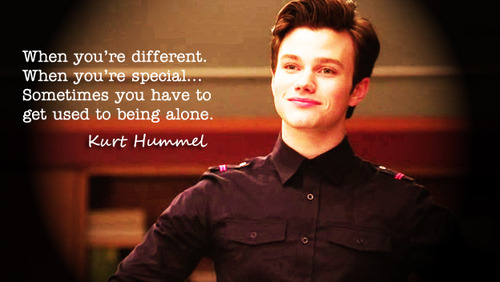 When you're different.
When you're special...
Sometimes you have to
get used to being alone.
Kurt Hummel